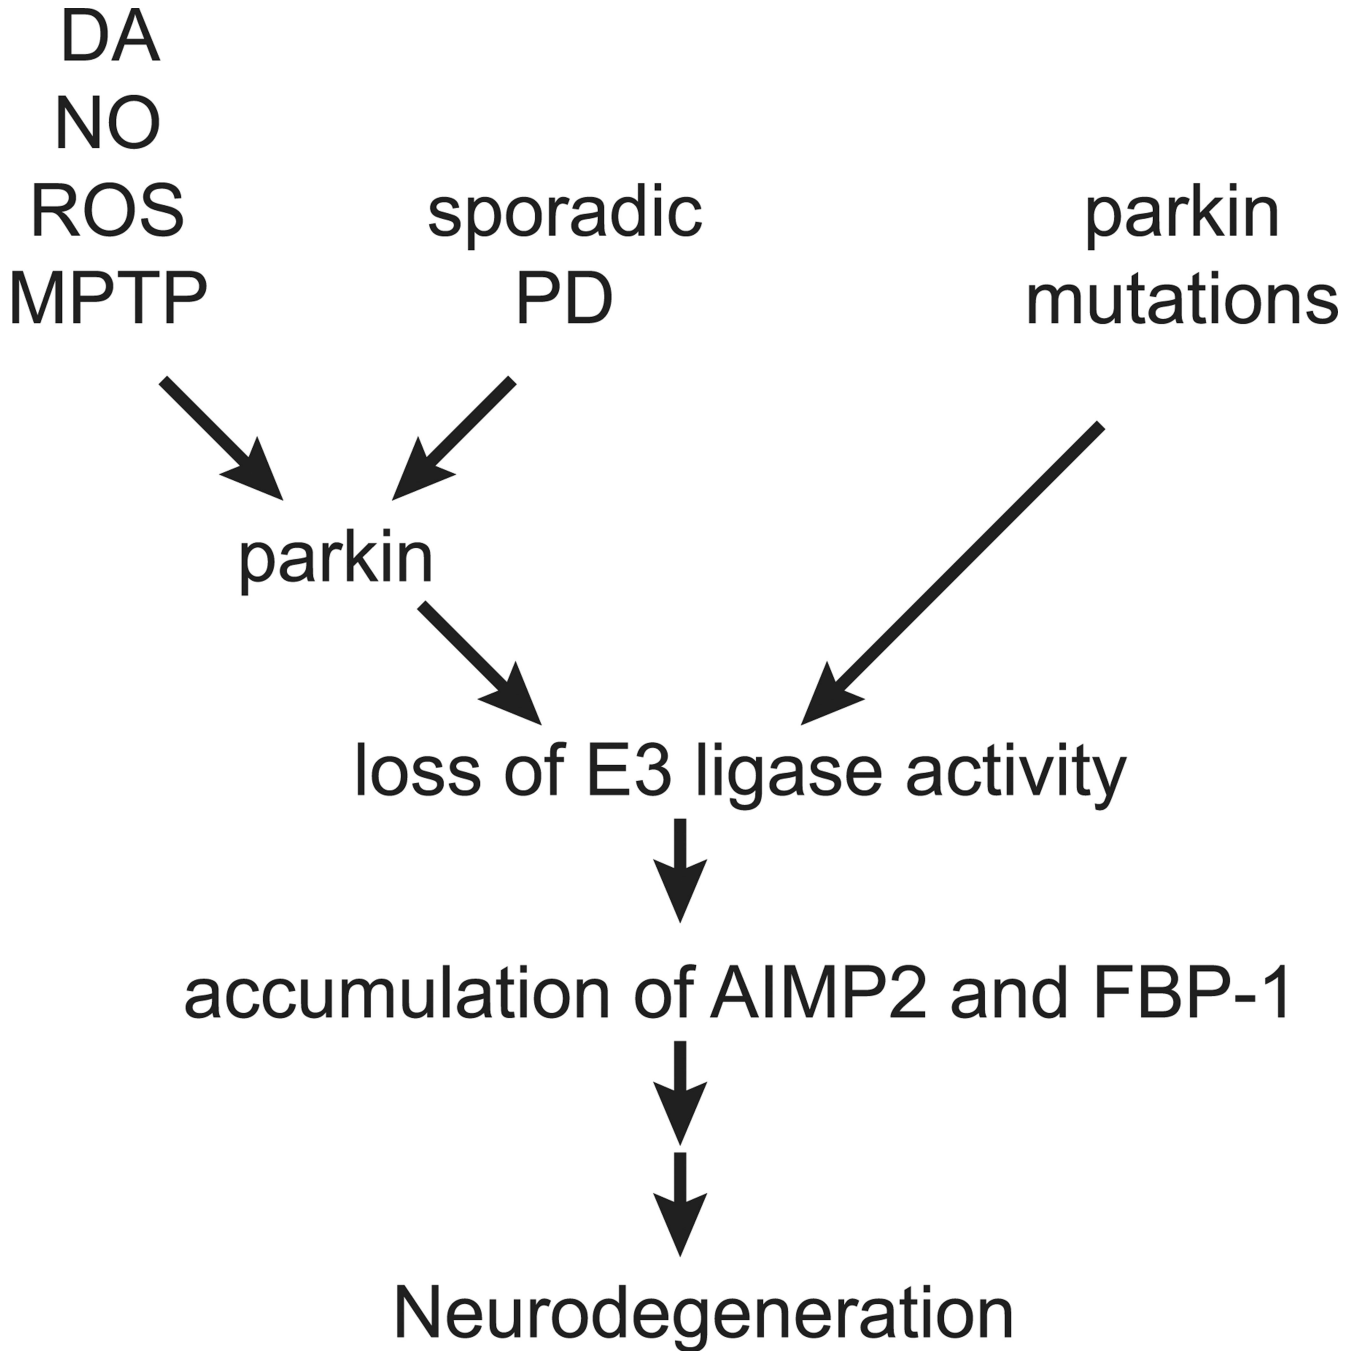 DA
NO
ROS
MPTP
sporadic
PD
parkin
mutations
parkin
loss of E3 ligase activity
accumulation of AIMP2 and FBP-1
Neurodegeneration